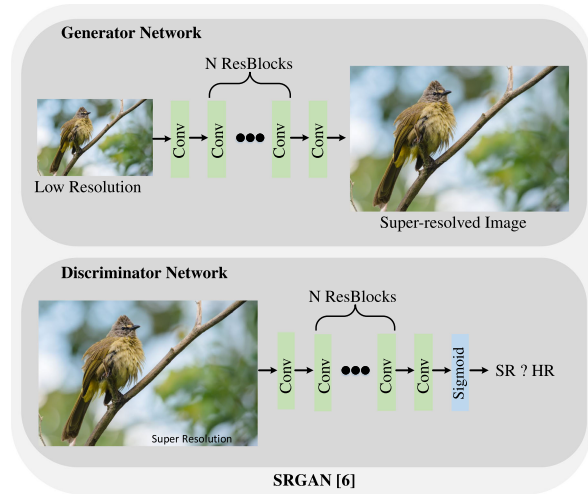 Generator Network
N ResBlocks
Conv
Conv
Conv
Conv
Low Resolution
Super-resolved Image
Discriminator Network
N ResBlocks
Conv
Conv
Conv
Conv
Sigmoid
SR ? HR
Super Resolution
SRGAN [6]